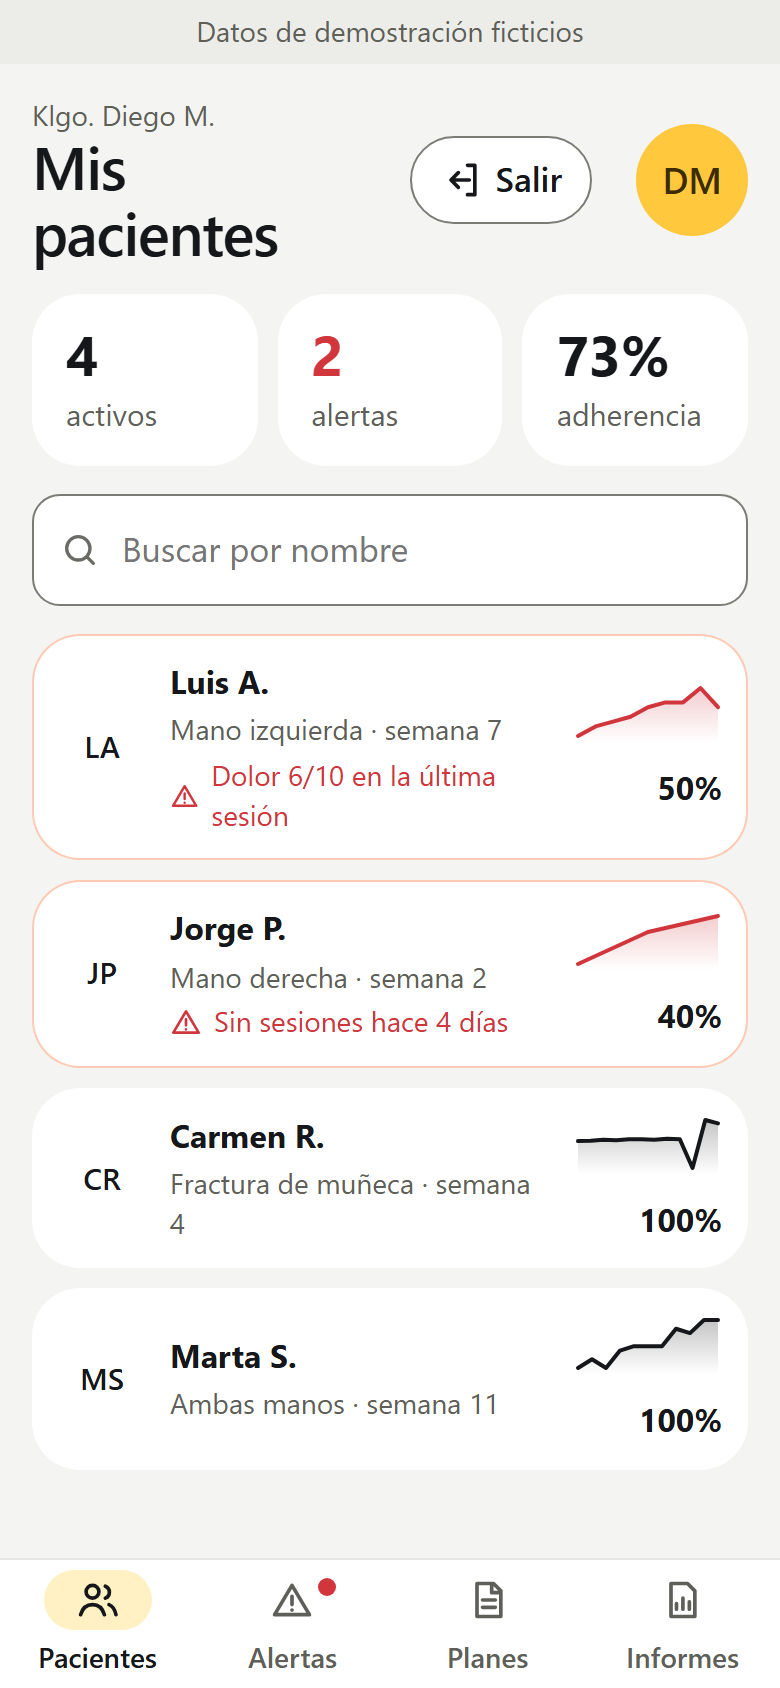 Datos de demostración ficticios
Klgo. Diego M.
Mis
pacientes
Salir
DM
4
activos
2
alertas
73%
adherencia
Buscar por nombre
LA
Luis A.
Mano izquierda · semana 7
Dolor 6/10 en la última
sesión
50%
JP
Jorge P.
Mano derecha · semana 2
Sin sesiones hace 4 días
40%
CR
Carmen R.
Fractura de muñeca · semana
4
100%
MS
Marta S.
Ambas manos · semana 11
100%
Pacientes
Alertas
Planes
Informes